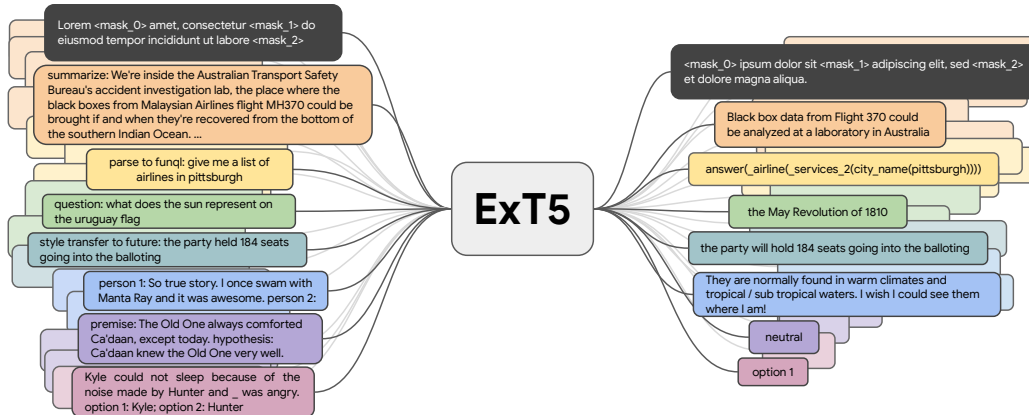 Lorem <mask_0> amet, consectetur <mask_1> do
eiusmod tempor incididunt ut labore <mask_2>
summarize: We're inside the Australian Transport Safety
Bureau's accident investigation lab, the place where the
black boxes from Malaysian Airlines flight MH370 could be
brought if and when they're recovered from the bottom of
the southern Indian Ocean. ...
parse to funql: give me a list of
airlines in pittsburgh
question: what does the sun represent on
the uruguay flag
style transfer to future: the party held 184 seats
going into the balloting
person 1: So true story. I once swam with
Manta Ray and it was awesome. person 2:
premise: The Old One always comforted
Ca'daan, except today. hypothesis:
Ca'daan knew the Old One very well.
Kyle could not sleep because of the
noise made by Hunter and _ was angry.
option 1: Kyle; option 2: Hunter
ExT5
<mask_0> ipsum dolor sit <mask_1> adipiscing elit, sed <mask_2>
et dolore magna aliqua.
Black box data from Flight 370 could
be analyzed at a laboratory in Australia
answer(_airline(_services_2(city_name(pittsburgh))))
the May Revolution of 1810
the party will hold 184 seats going into the balloting
They are normally found in warm climates and
tropical / sub tropical waters. I wish I could see them
where I am!
neutral
option 1